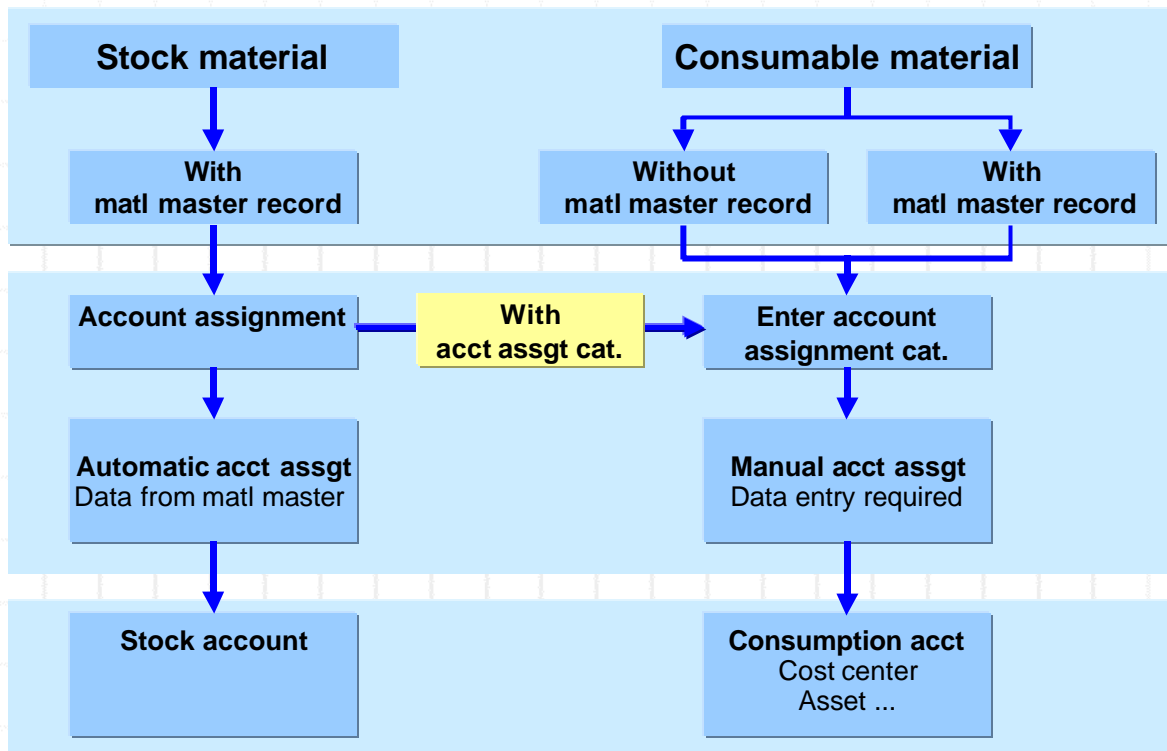 Stock material
Consumable material
With
matl master record
Without
matl master record
With
matl master record
Account assignment
With
acct assgt cat.
Enter account
assignment cat.
Automatic acct assgt
Data from matl master
Manual acct assgt
Data entry required
Stock account
Consumption acct
Cost center
Asset ...